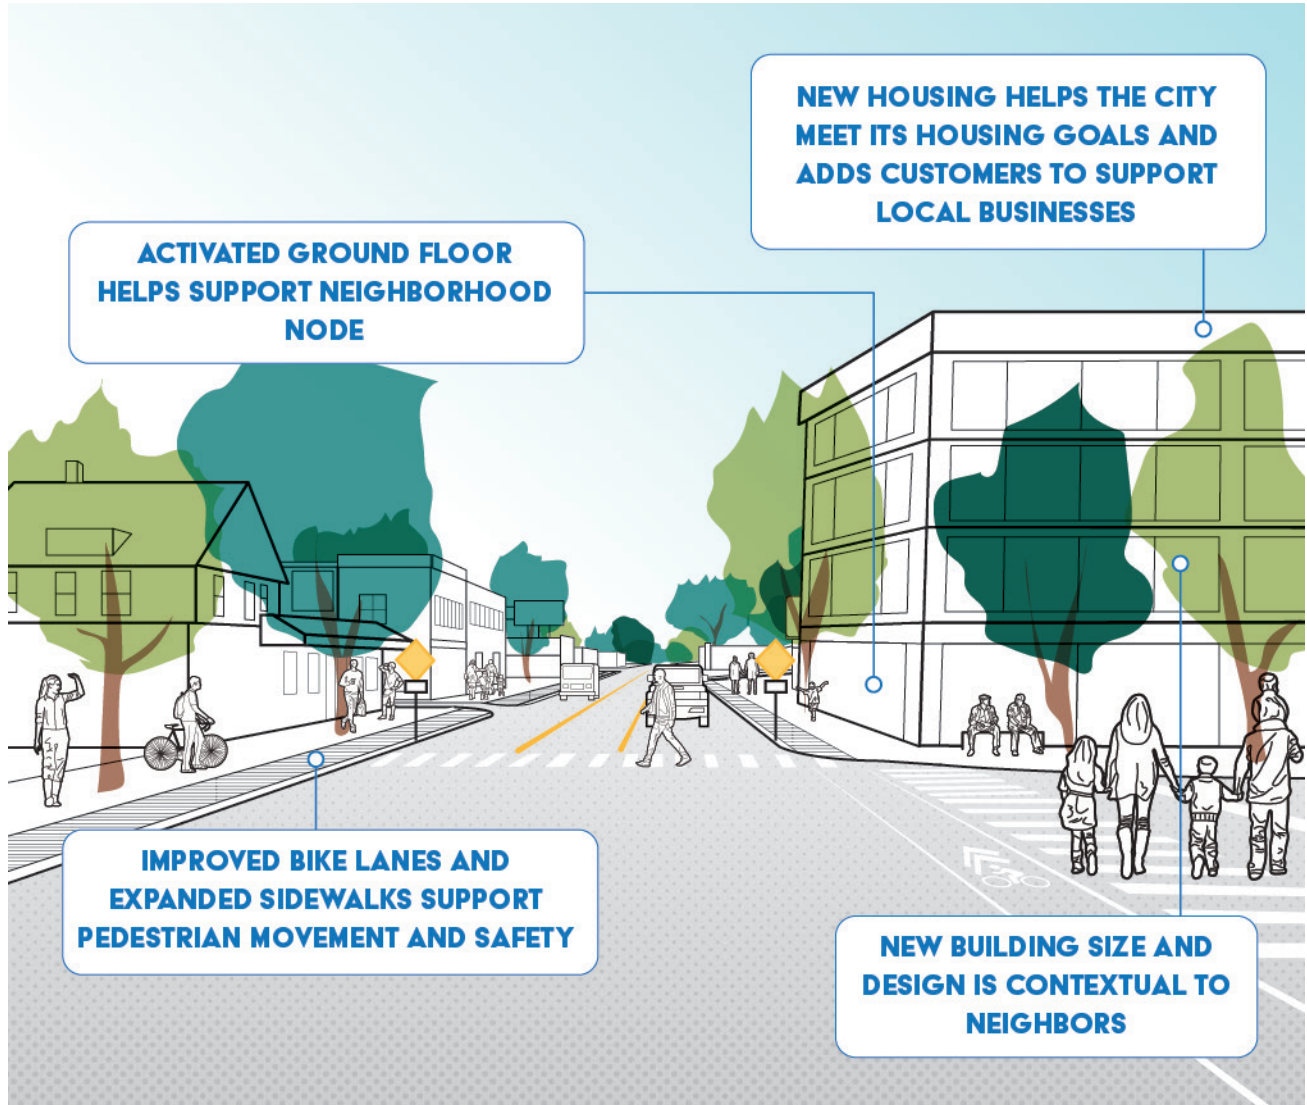 NEW HOUSING HELPS THE CITY
MEET ITS HOUSING GOALS AND
ADDS CUSTOMERS TO SUPPORT
LOCAL BUSINESSES
ACTIVATED GROUND FLOOR
HELPS SUPPORT NEIGHBORHOOD
NODE
IMPROVED BIKE LANES AND
EXPANDED SIDEWALKS SUPPORT
PEDESTRIAN MOVEMENT AND SAFETY
NEW BUILDING SIZE AND
DESIGN IS CONTEXTUAL TO
NEIGHBORS